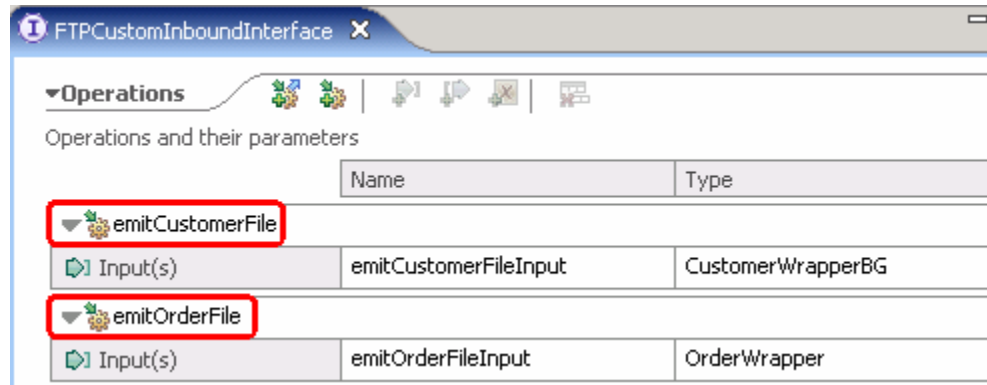 FTPCustomInboundInterface
Operations
Operations and their parameters
Name Type
emitCustomerFile
Input(s) emitCustomerFileInput CustomerWrapperBG
emitOrderFile
Input(s) emitOrderFileInput OrderWrapper